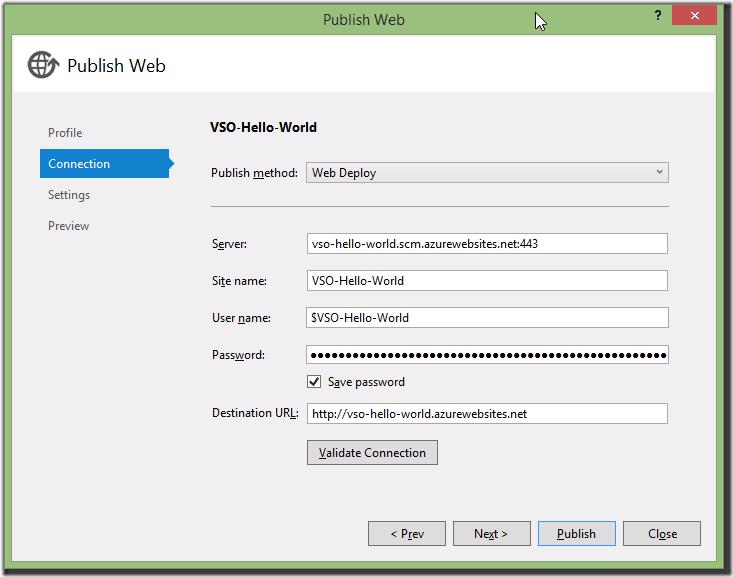 Publish Web
?
Publish Web
Profile
Connection
Settings
Preview
VSO-Hello-World
Publish method: Web Deploy
Server: vso-hello-world.scm.azurewebsites.net:443
Site name: VSO-Hello-World
User name: $VSO-Hello-World
Password: ●●●●●●●●●●●●●●●●●●●●●●●●●●●●●●●●●●●●●●●●●●●●●●●●●●●
Save password
Destination URL: http://vso-hello-world.azurewebsites.net
Validate Connection
< Prev Next > Publish Close